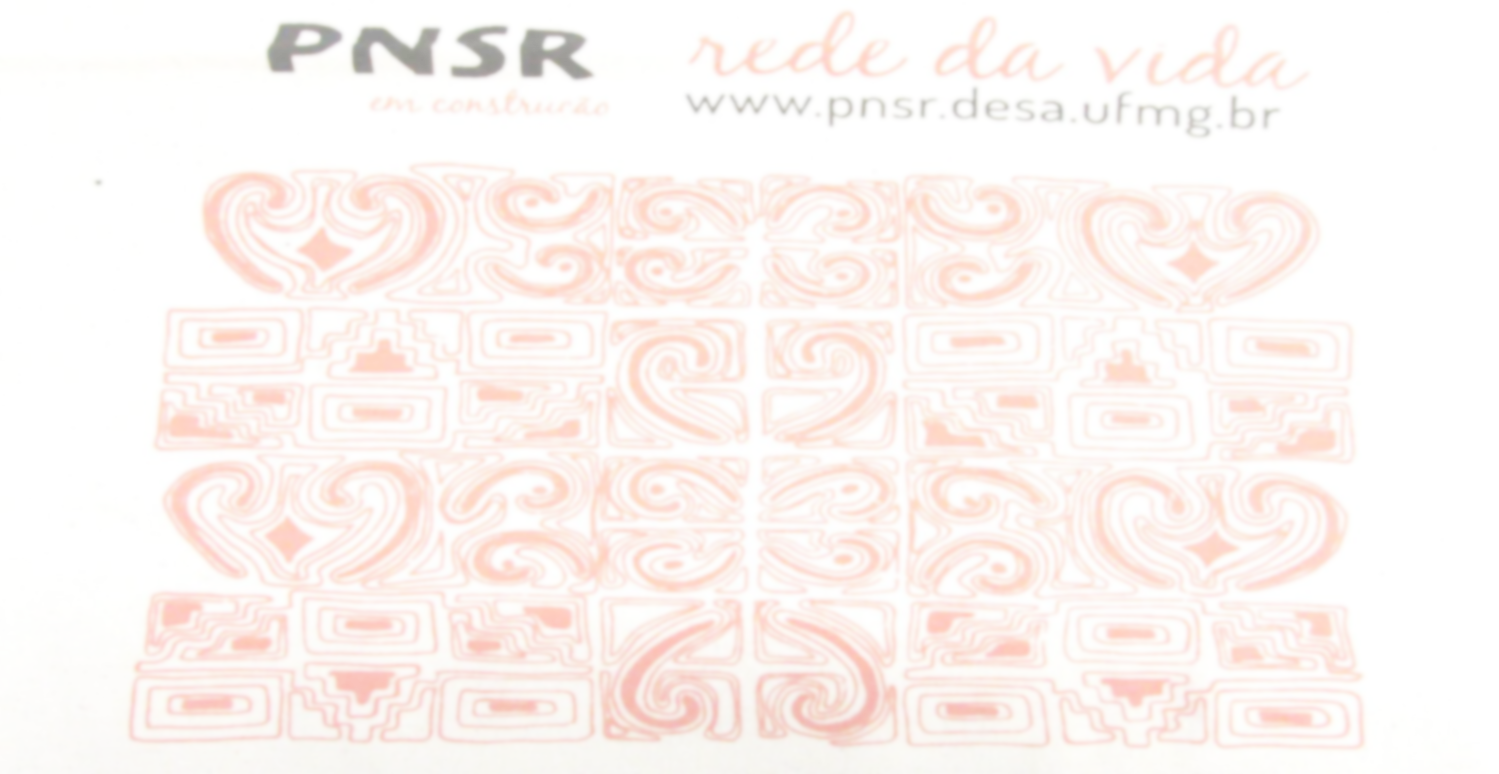 PNSR
em construção
rede da vida
www.pnsr.desa.ufmg.br